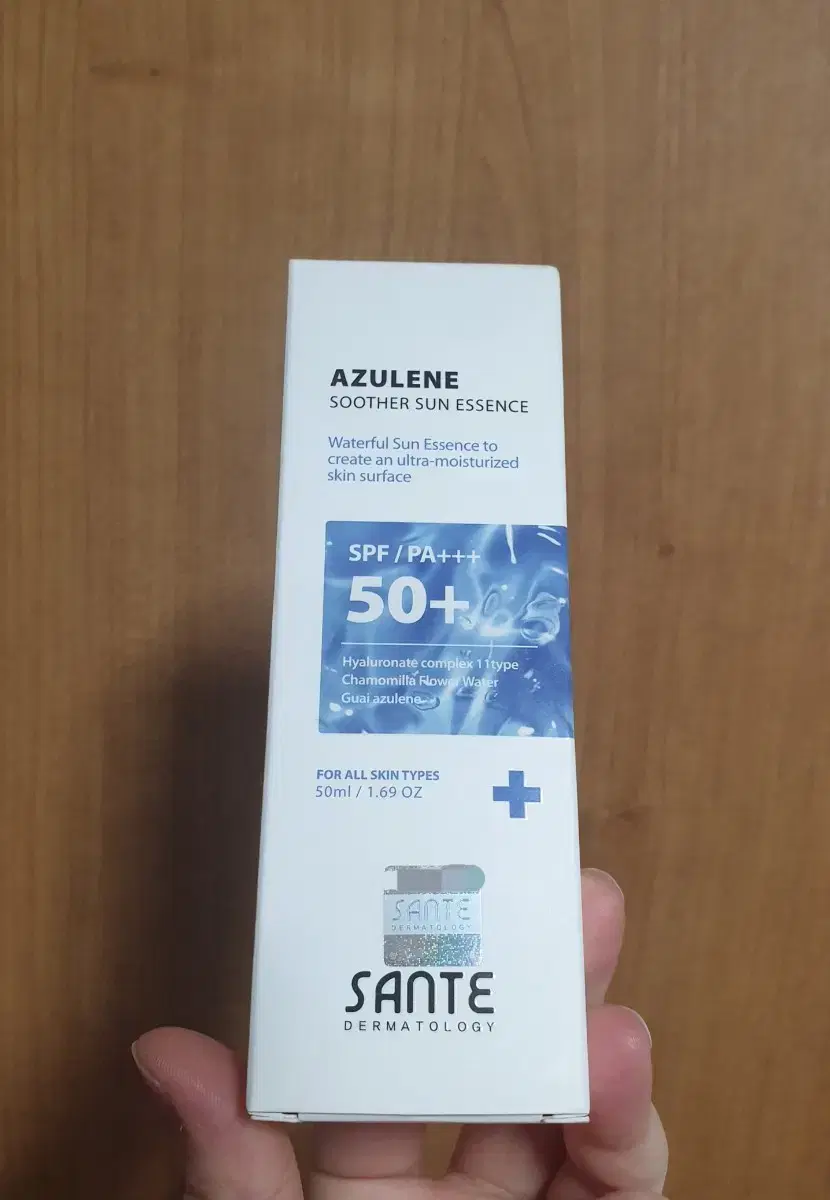 AZULENE
SOOTHER SUN ESSENCE
Waterful Sun Essence to
create an ultra-moisturized
skin surface
SPF / PA+++
50+
Hyaluronate complex 11type
Chamomilla Flower Water
Guai azulene
FOR ALL SKIN TYPES
50ml / 1.69 OZ
SANTE
DERMATOLOGY
SANTE
DERMATOLOGY